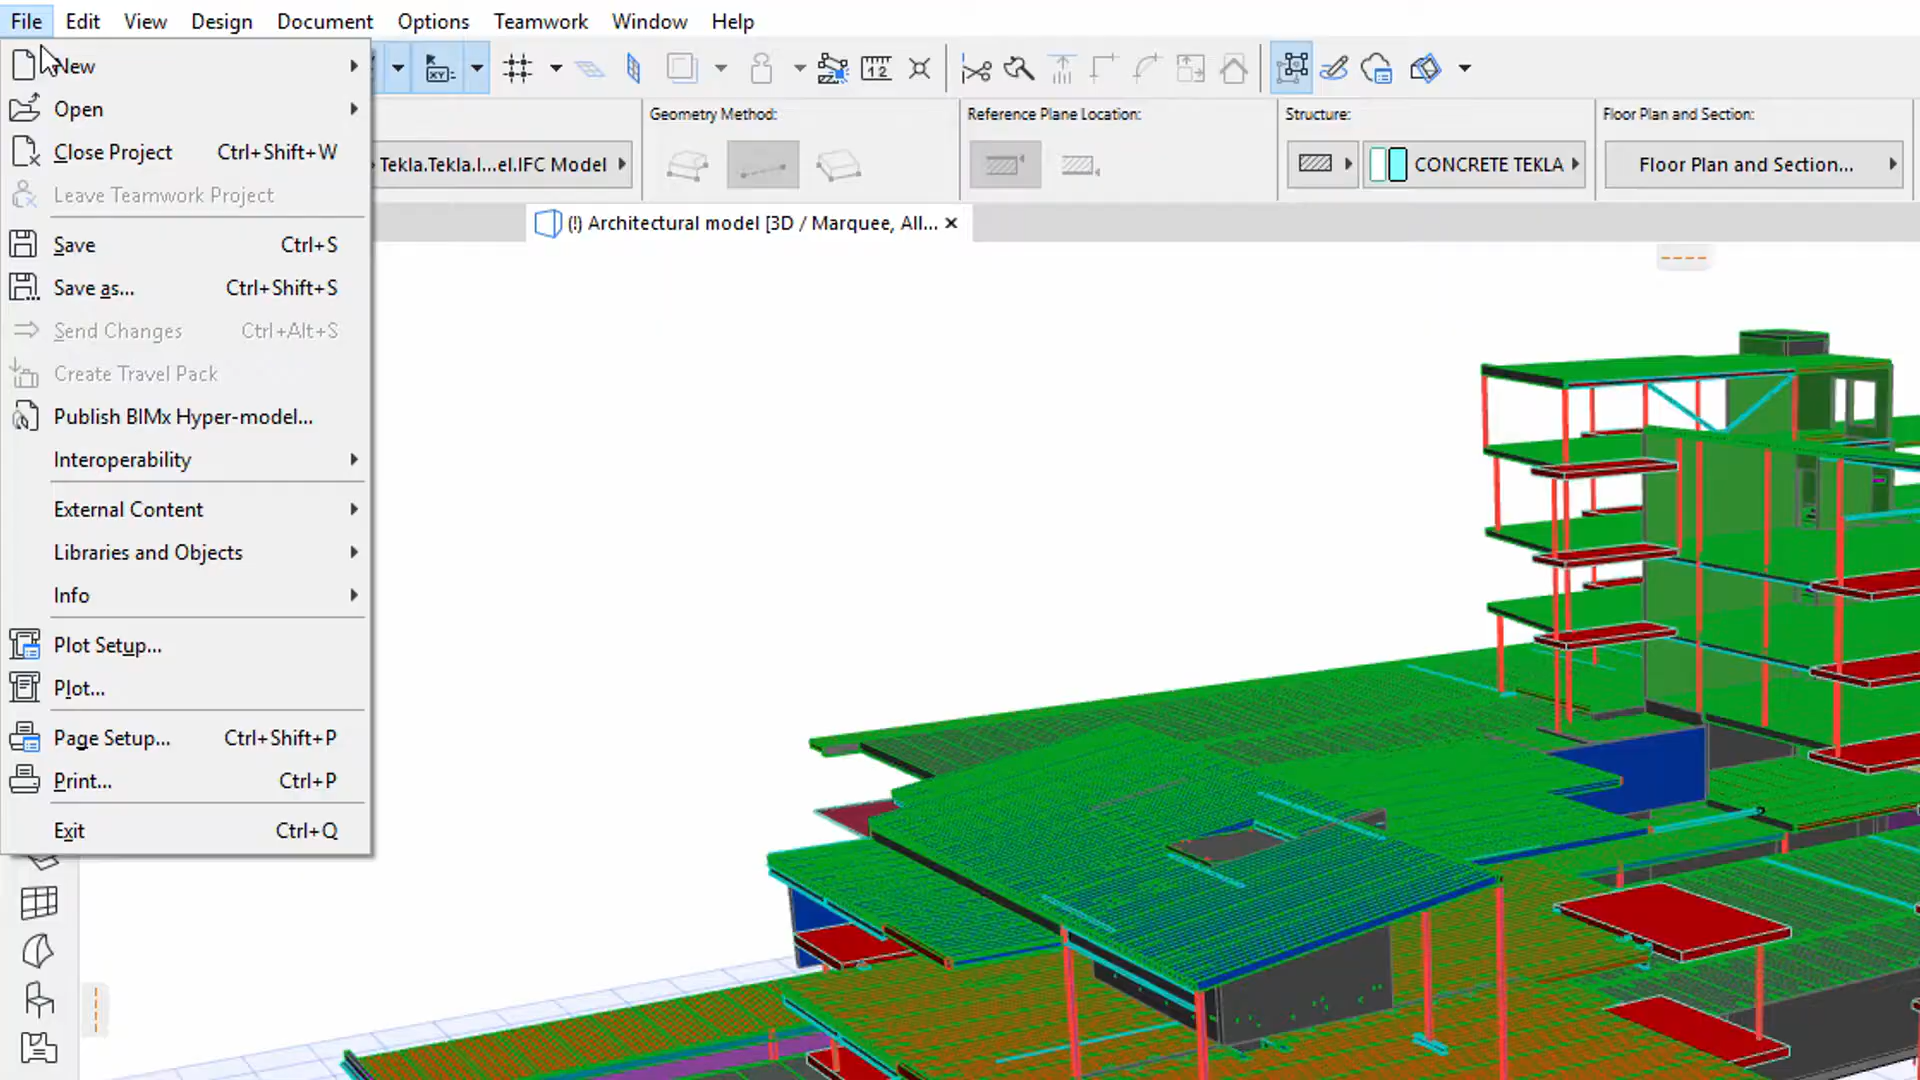 File Edit View Design Document Options Teamwork Window Help
New
Open
Close Project Ctrl+Shift+W
Leave Teamwork Project
Save Ctrl+S
Save as... Ctrl+Shift+S
Send Changes Ctrl+Alt+S
Create Travel Pack
Publish BIMx Hyper-model...
Interoperability
External Content
Libraries and Objects
Info
Plot Setup...
Plot...
Page Setup... Ctrl+Shift+P
Print... Ctrl+P
Exit Ctrl+Q
XY:
1 2
Geometry Method: Reference Plane Location: Structure: Floor Plan and Section:
Tekla.Tekla.I...el.IFC Model CONCRETE TEKLA Floor Plan and Section...
(!) Architectural model [3D / Marquee, All...